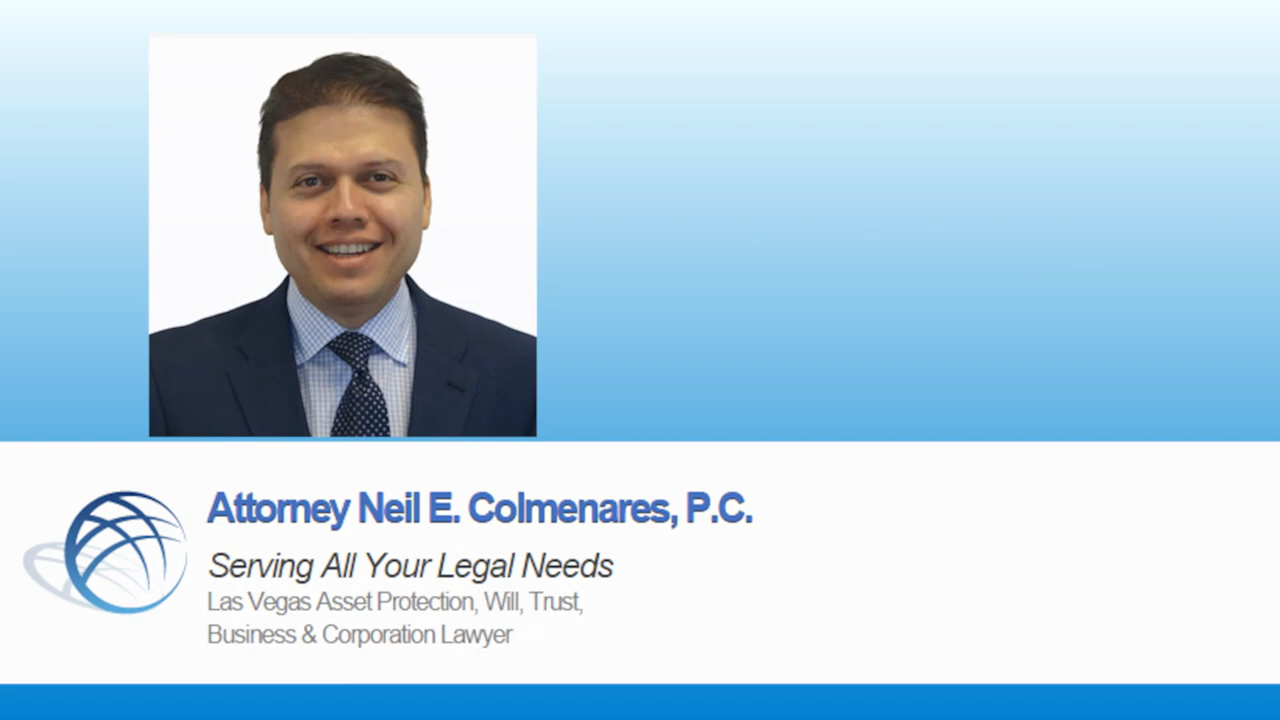 Attorney Neil E. Colmenares, P.C.
Serving All Your Legal Needs
Las Vegas Asset Protection, Will, Trust,
Business & Corporation Lawyer